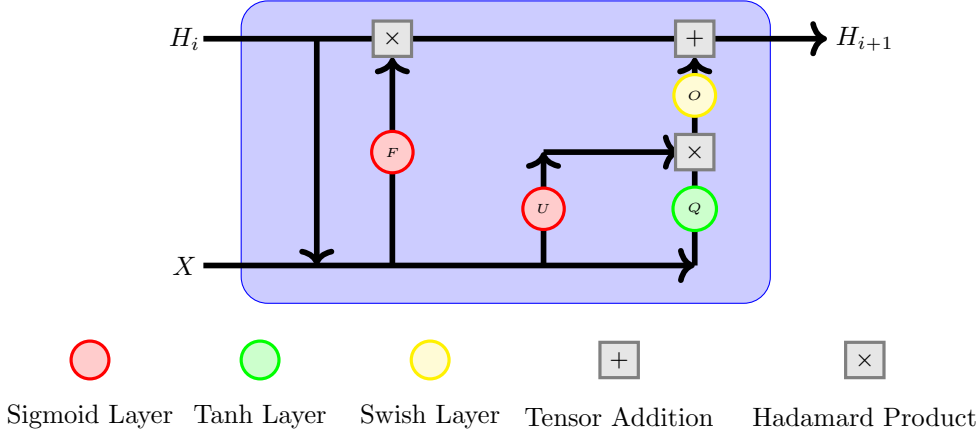 H_i × + H_{i+1}
O
F × 
U Q
X
+ ×
Sigmoid Layer Tanh Layer Swish Layer Tensor Addition Hadamard Product